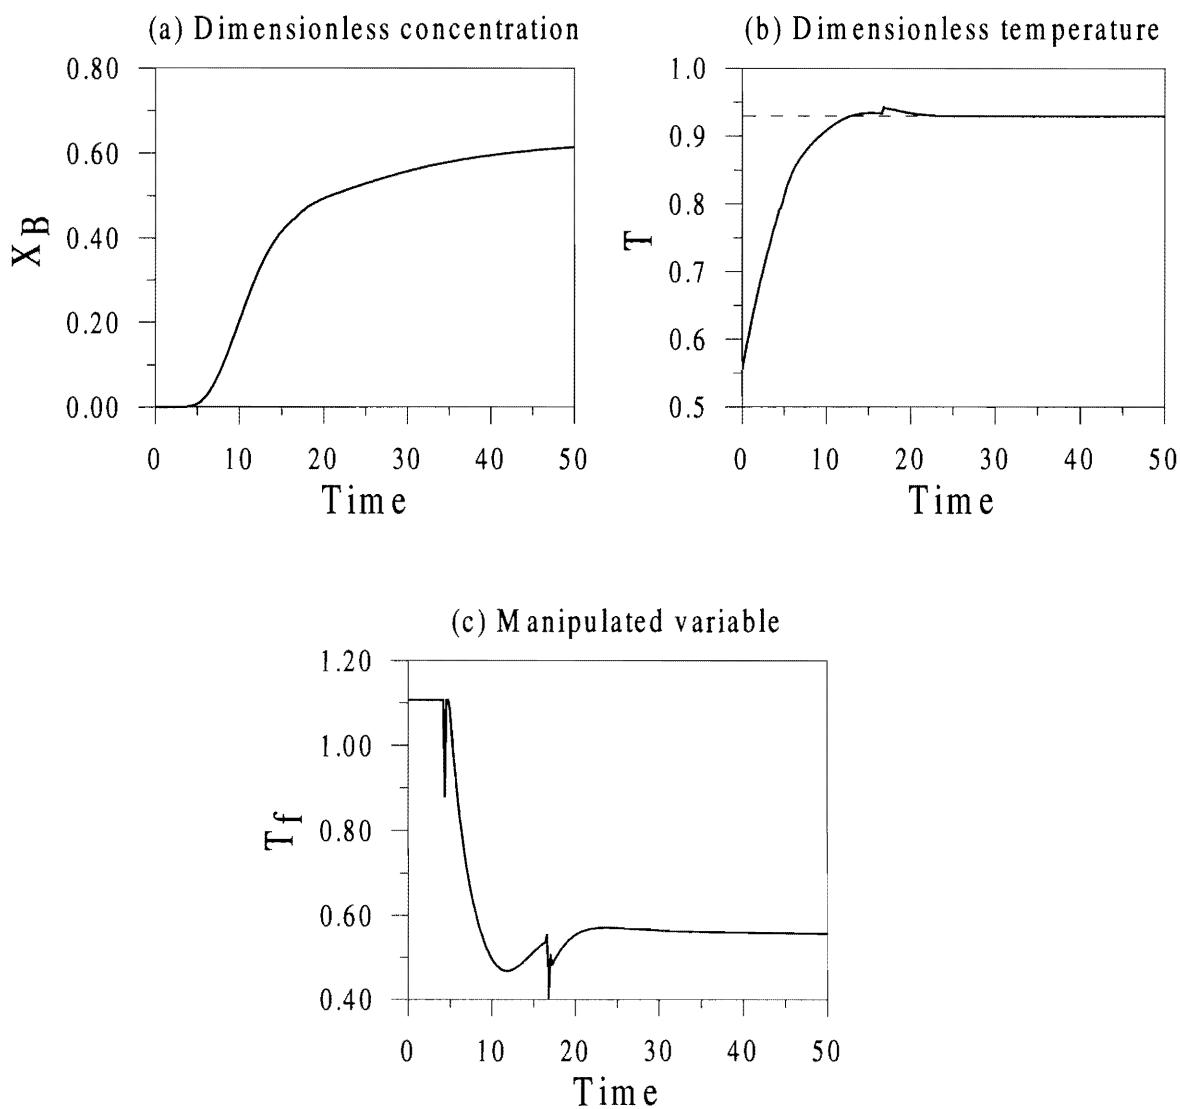 (a) Dimensionless concentration
0.80
0.60
0.40
0.20
0.00
X_B
0 10 20 30 40 50
Time
(b) Dimensionless temperature
1.0
0.9
0.8
0.7
0.6
0.5
T
0 10 20 30 40 50
Time
(c) Manipulated variable
1.20
1.00
0.80
0.60
0.40
T_f
0 10 20 30 40 50
Time